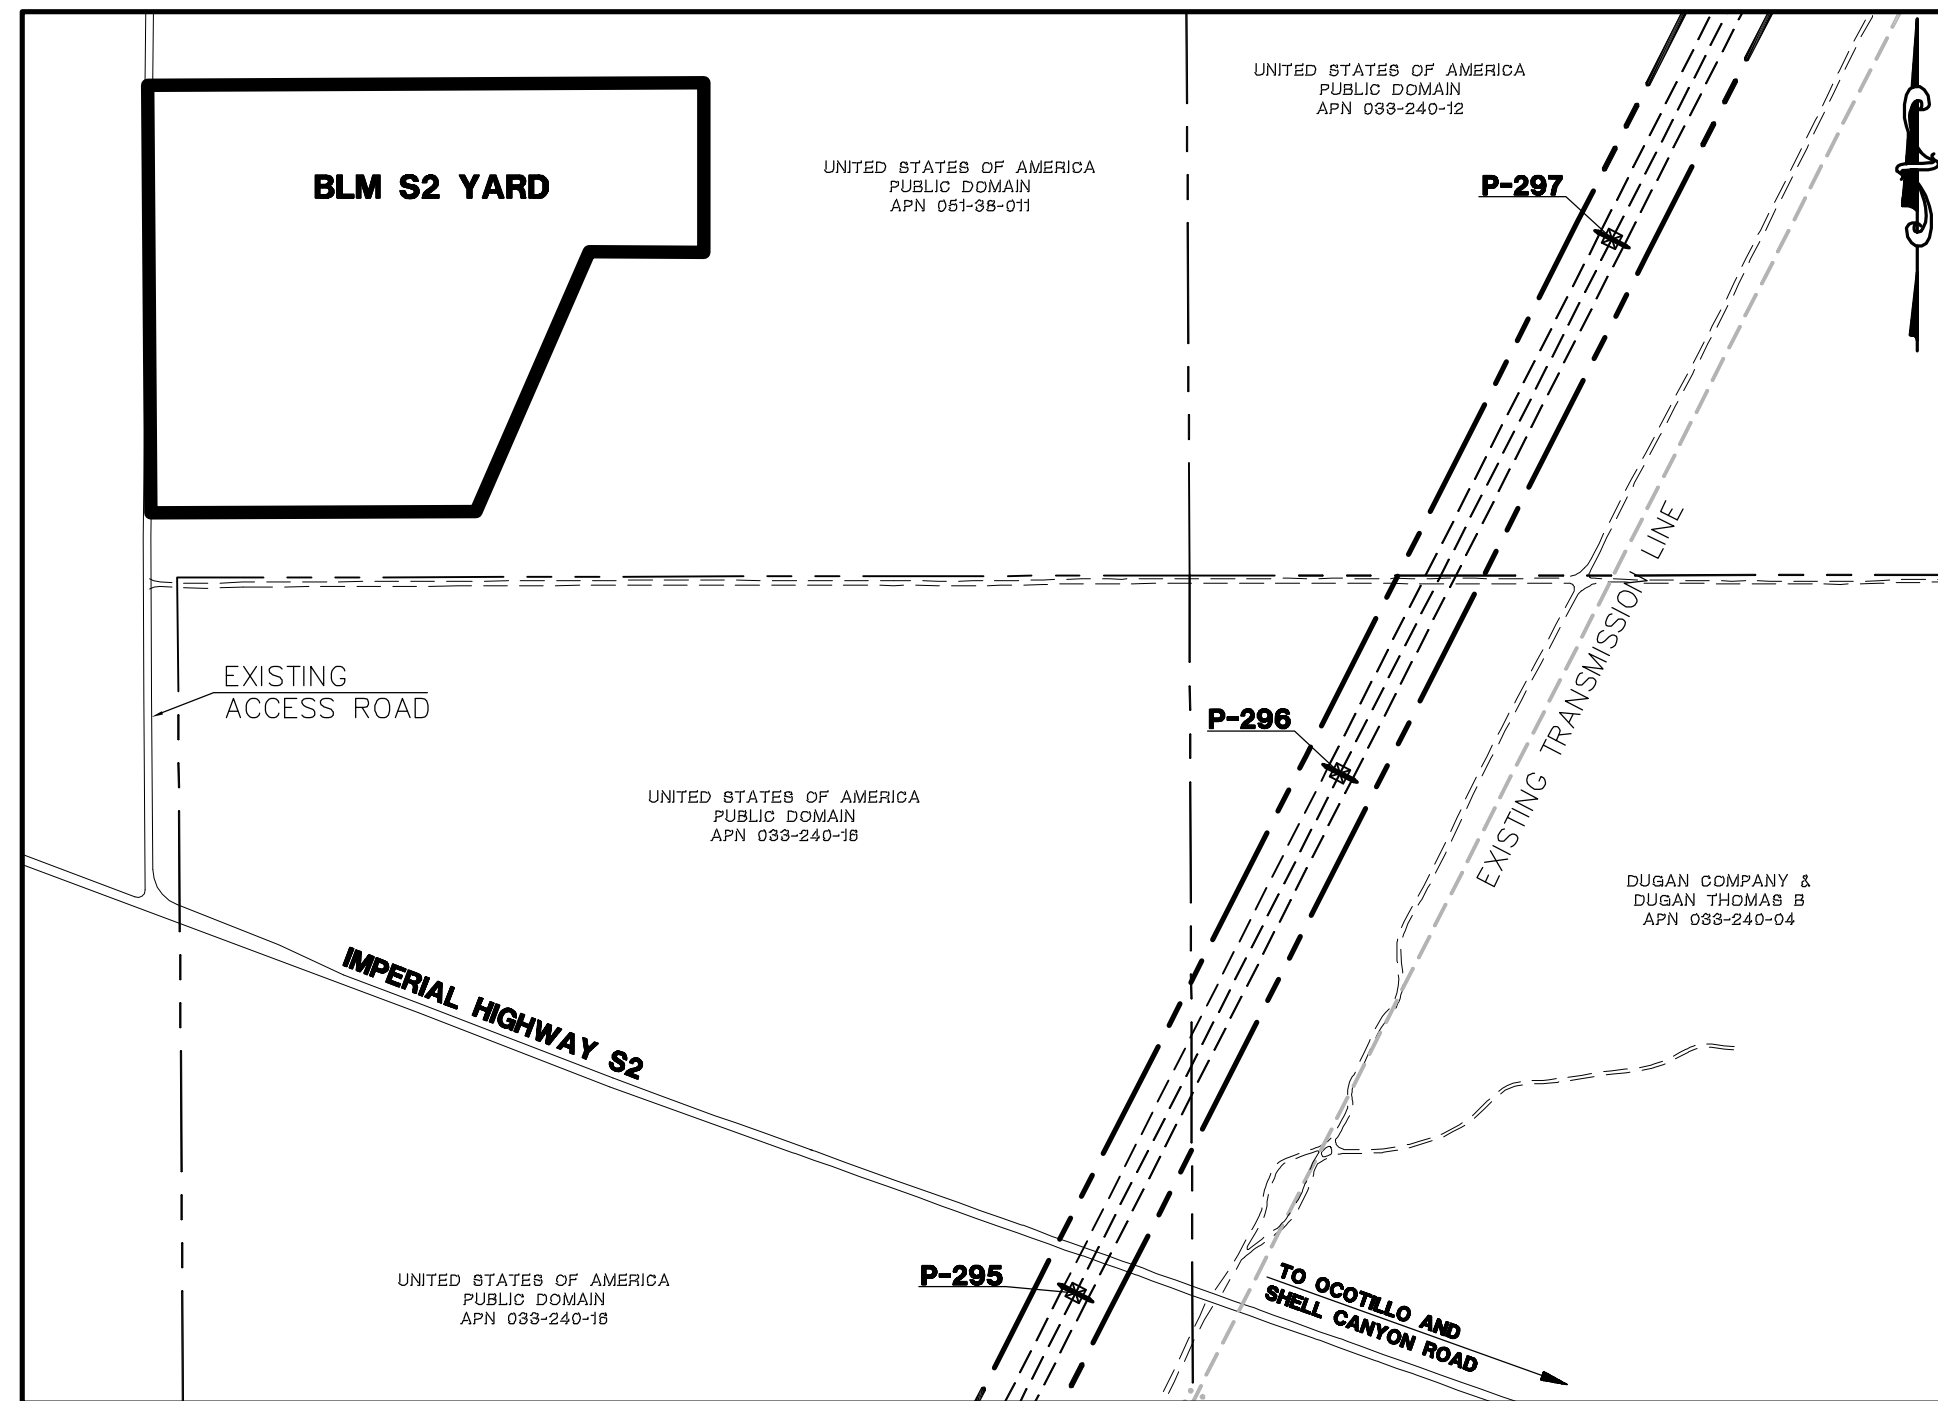 UNITED STATES OF AMERICA
PUBLIC DOMAIN
APN 033-240-12
BLM S2 YARD
UNITED STATES OF AMERICA
PUBLIC DOMAIN
APN 051-38-011
P-297
EXISTING TRANSMISSION LINE
EXISTING
ACCESS ROAD
P-296
UNITED STATES OF AMERICA
PUBLIC DOMAIN
APN 033-240-16
DUGAN COMPANY &
DUGAN THOMAS B
APN 033-240-04
IMPERIAL HIGHWAY S2
P-295
UNITED STATES OF AMERICA
PUBLIC DOMAIN
APN 033-240-16
TO OCOTILLO AND
SHELL CANYON ROAD